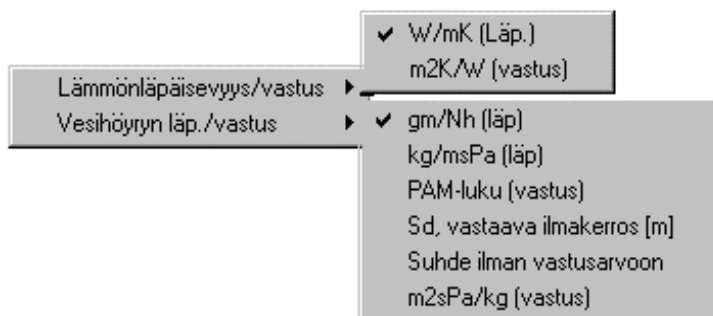 W/mK (Läp.)
m2K/W (vastus)
Lämmönläpäisevyys/vastus
Vesihöyryn läp./vastus
gm/Nh (läp)
kg/msPa (läp)
PAM-luku (vastus)
Sd, vastaava ilmakerros [m]
Suhde ilman vastusarvoon
m2sPa/kg (vastus)